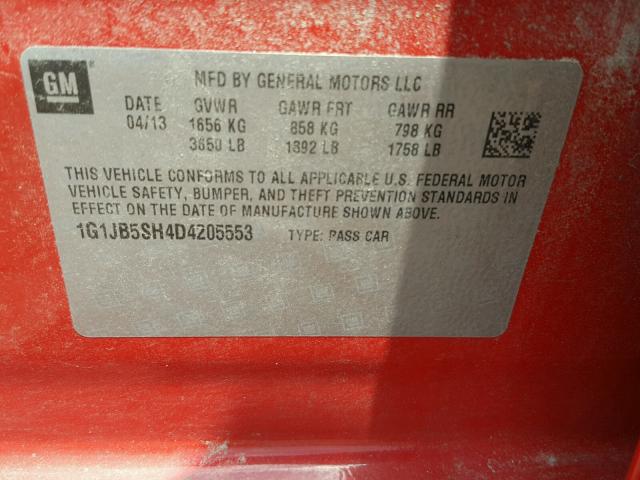 GM
MFD BY GENERAL MOTORS LLC
DATE GVWR GAWR FRT GAWR RR
04/13 1656 KG 858 KG 798 KG
3650 LB 1892 LB 1758 LB
THIS VEHICLE CONFORMS TO ALL APPLICABLE U.S. FEDERAL MOTOR
VEHICLE SAFETY, BUMPER, AND THEFT PREVENTION STANDARDS IN
EFFECT ON THE DATE OF MANUFACTURE SHOWN ABOVE.
1G1JB5SH4D4205553 TYPE: PASS CAR